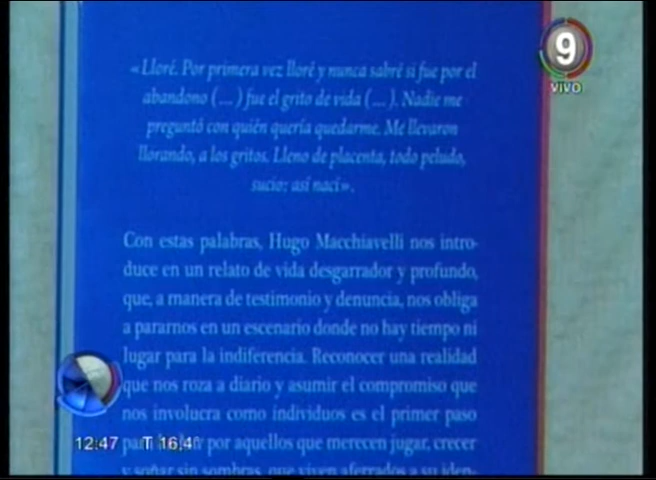 «Lloré. Por primera vez lloré y nunca sabré si fue por el
abandono (...) fue el grito de vida (...). Nadie me
preguntó con quién quería quedarme. Me llevaron
llorando, a los gritos. Lleno de placenta, todo peludo,
sucio: así nací».
Con estas palabras, Hugo Macchiavelli nos intro-
duce en un relato de vida desgarrador y profundo,
que, a manera de testimonio y denuncia, nos obliga
a pararnos en un escenario donde no hay tiempo ni
lugar para la indiferencia. Reconocer una realidad
que nos roza a diario y asumir el compromiso que
nos involucra como individuos es el primer paso
por aquellos que merecen jugar, crecer
y soñar sin sombras, que viven aferrados a su iden-
9
VIVO
12:47 T 16,4°